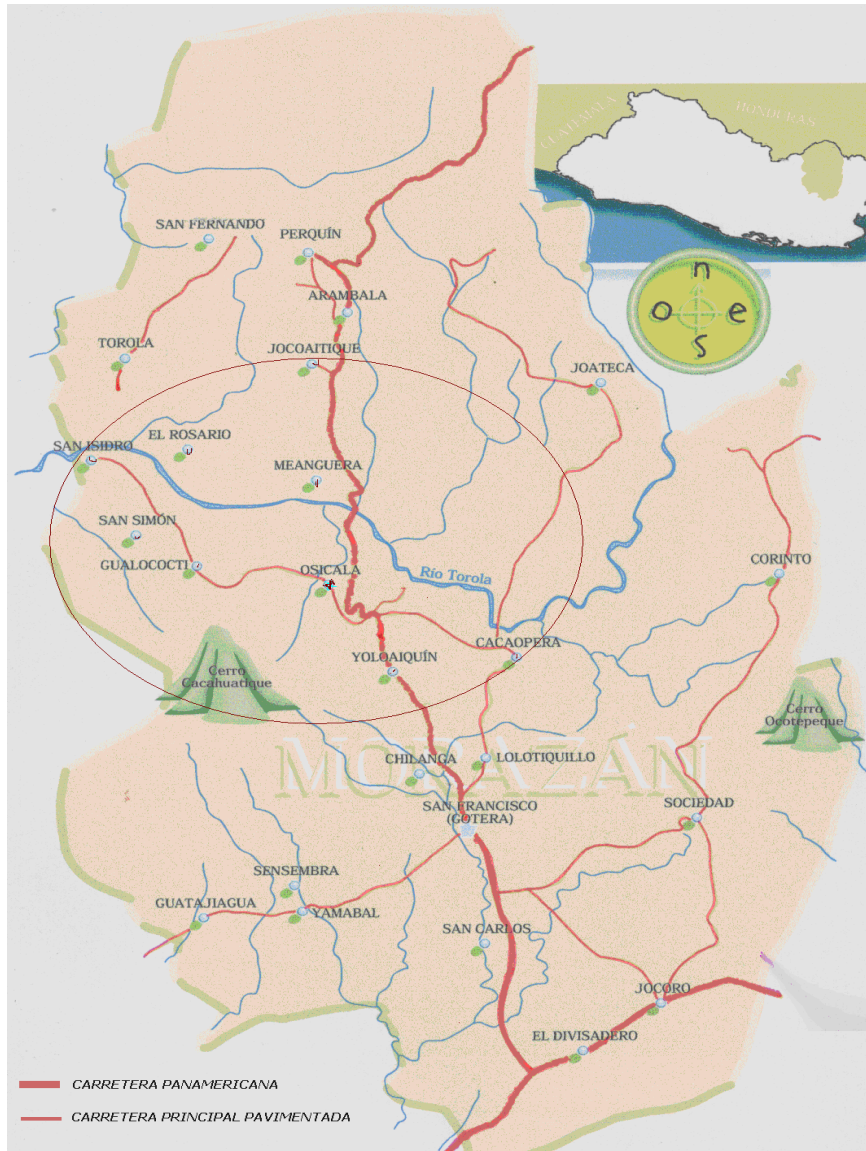 GUATEMALA
HONDURAS
n
o
e
s
SAN FERNANDO
PERQUÍN
ARAMBALA
TOROLA
JOCOAITIQUE
JOATECA
SAN ISIDRO
EL ROSARIO
MEANGUERA
SAN SIMÓN
GUALOCOCTI
OSICALA
Río Torola
CORINTO
CACAOPERA
YOLOAIQUÍN
Cerro
Cacahuatique
Cerro
Ocotepeque
MORAZÁN
CHILANGA
LOLOTIQUILLO
SAN FRANCISCO
(GOTERA)
SOCIEDAD
SENSEMBRA
GUATAJIAGUA
YAMABAL
SAN CARLOS
JOCORO
EL DIVISADERO
CARRETERA PANAMERICANA
CARRETERA PRINCIPAL PAVIMENTADA